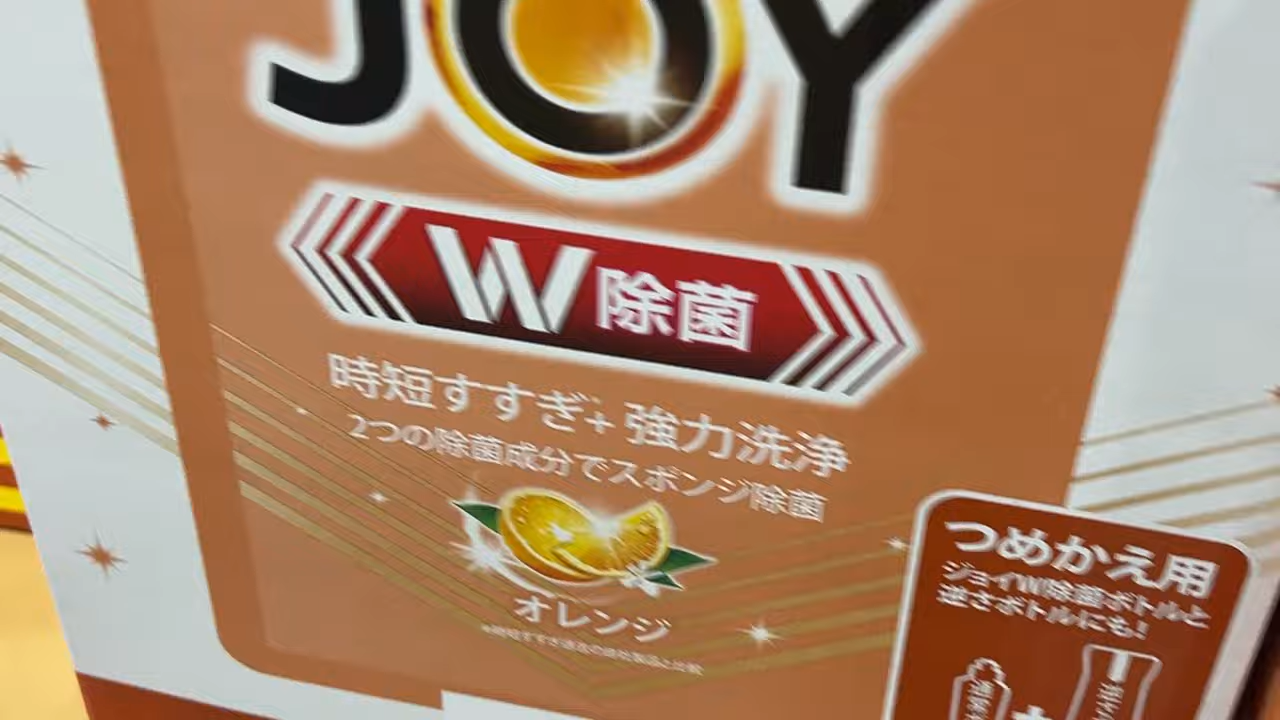 JOY
W除菌
時短すすぎ+ 強力洗浄
2つの除菌成分でスポンジ除菌
オレンジ
つめかえ用
ジョイW除菌ボトルと
逆さボトルにも!